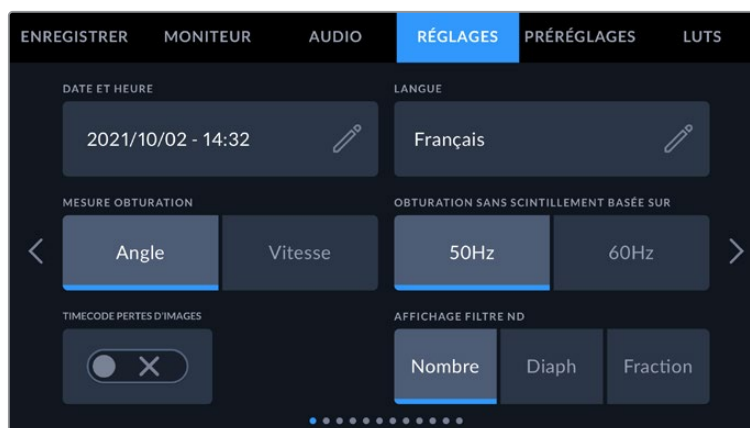 ENREGISTRER MONITEUR AUDIO RÉGLAGES PRÉRÉGLAGES LUTS
DATE ET HEURE LANGUE
2021/10/02 - 14:32 Français
MESURE OBTURATION OBTURATION SANS SCINTILLEMENT BASÉE SUR
Angle Vitesse 50Hz 60Hz
TIMECODE PERTES D'IMAGES AFFICHAGE FILTRE ND
Nombre Diaph Fraction